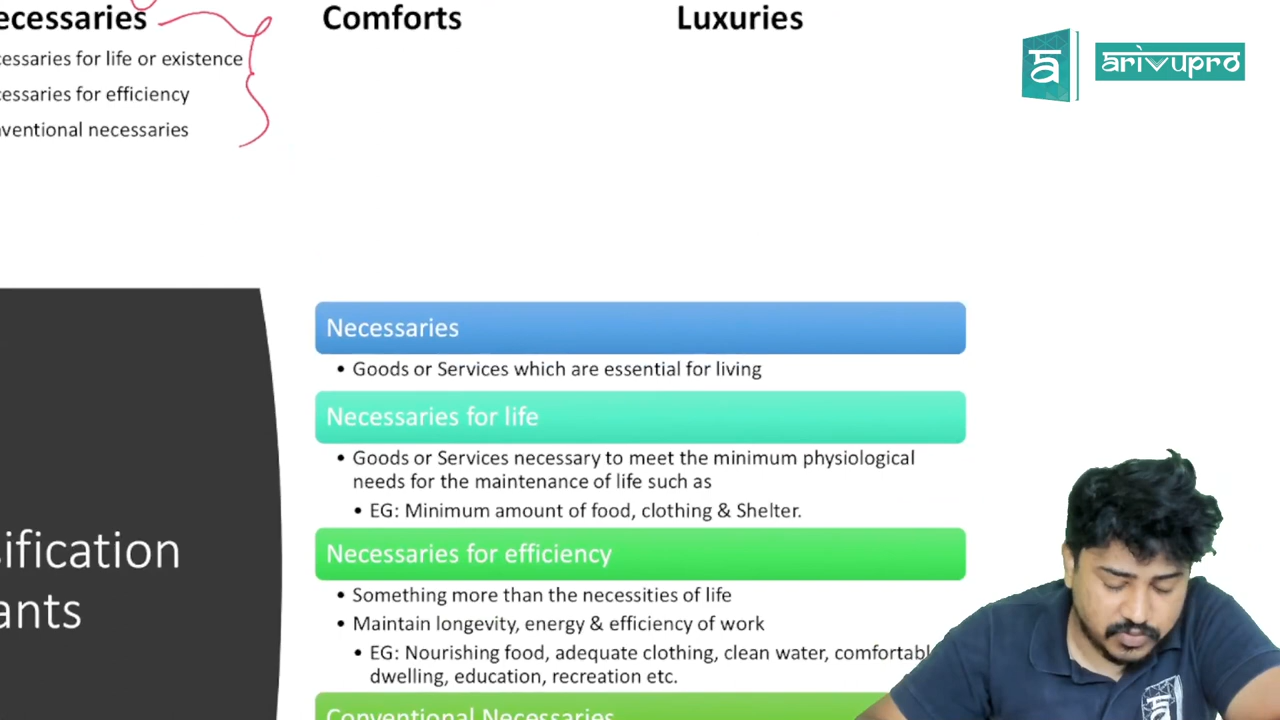 ecessaries
Comforts
Luxuries
cessaries for life or existence
cessaries for efficiency
ventional necessaries
arivupro
Necessaries
• Goods or Services which are essential for living
Necessaries for life
• Goods or Services necessary to meet the minimum physiological
needs for the maintenance of life such as
• EG: Minimum amount of food, clothing & Shelter.
Necessaries for efficiency
• Something more than the necessities of life
• Maintain longevity, energy & efficiency of work
• EG: Nourishing food, adequate clothing, clean water, comfortabl
dwelling, education, recreation etc.
Conventional Necessaries
sification
ants